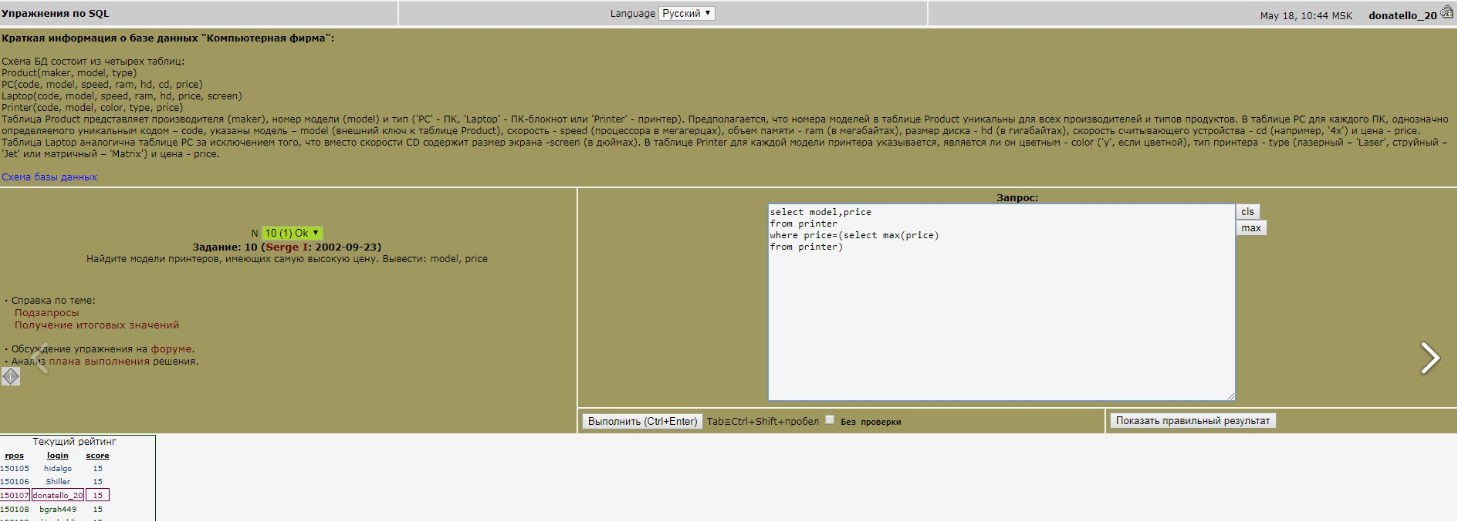 Упражнения по SQL
Language Русский
May 18, 10:44 MSK donatello_20
Краткая информация о базе данных "Компьютерная фирма":
Схема БД состоит из четырех таблиц:
Product(maker, model, type)
PC(code, model, speed, ram, hd, cd, price)
Laptop(code, model, speed, ram, hd, price, screen)
Printer(code, model, color, type, price)
Таблица Product представляет производителя (maker), номер модели (model) и тип ('PC' - ПК, 'Laptop' - ПК-блокнот или 'Printer' - принтер). Предполагается, что номера моделей в таблице Product уникальны для всех производителей и типов продуктов. В таблице PC для каждого ПК, однозначно
определяемого уникальным кодом – code, указаны модель – model (внешний ключ к таблице Product), скорость - speed (процессора в мегагерцах), объем памяти - ram (в мегабайтах), размер диска - hd (в гигабайтах), скорость считывающего устройства - cd (например, '4x') и цена - price.
Таблица Laptop аналогична таблице PC за исключением того, что вместо скорости CD содержит размер экрана -screen (в дюймах). В таблице Printer для каждой модели принтера указывается, является ли он цветным - color ('y', если цветной), тип принтера - type (лазерный – 'Laser', струйный –
'Jet' или матричный – 'Matrix') и цена - price.
Схема базы данных
N 10 (1) Ok
Задание: 10 (Serge I: 2002-09-23)
Найдите модели принтеров, имеющих самую высокую цену. Вывести: model, price
- Справка по теме:
Подзапросы
Получение итоговых значений
- Обсуждение упражнения на форуме.
- Анализ плана выполнения решения.
Запрос:
select model,price
from printer
where price=(select max(price)
from printer)
cls
max
Выполнить (Ctrl+Enter) Tab≡Ctrl+Shift+пробел Без проверки
Показать правильный результат
Текущий рейтинг
rpos login score
150105 hidalgo 15
150106 Shiller 15
150107 donatello_20 15
150108 bgrah449 15